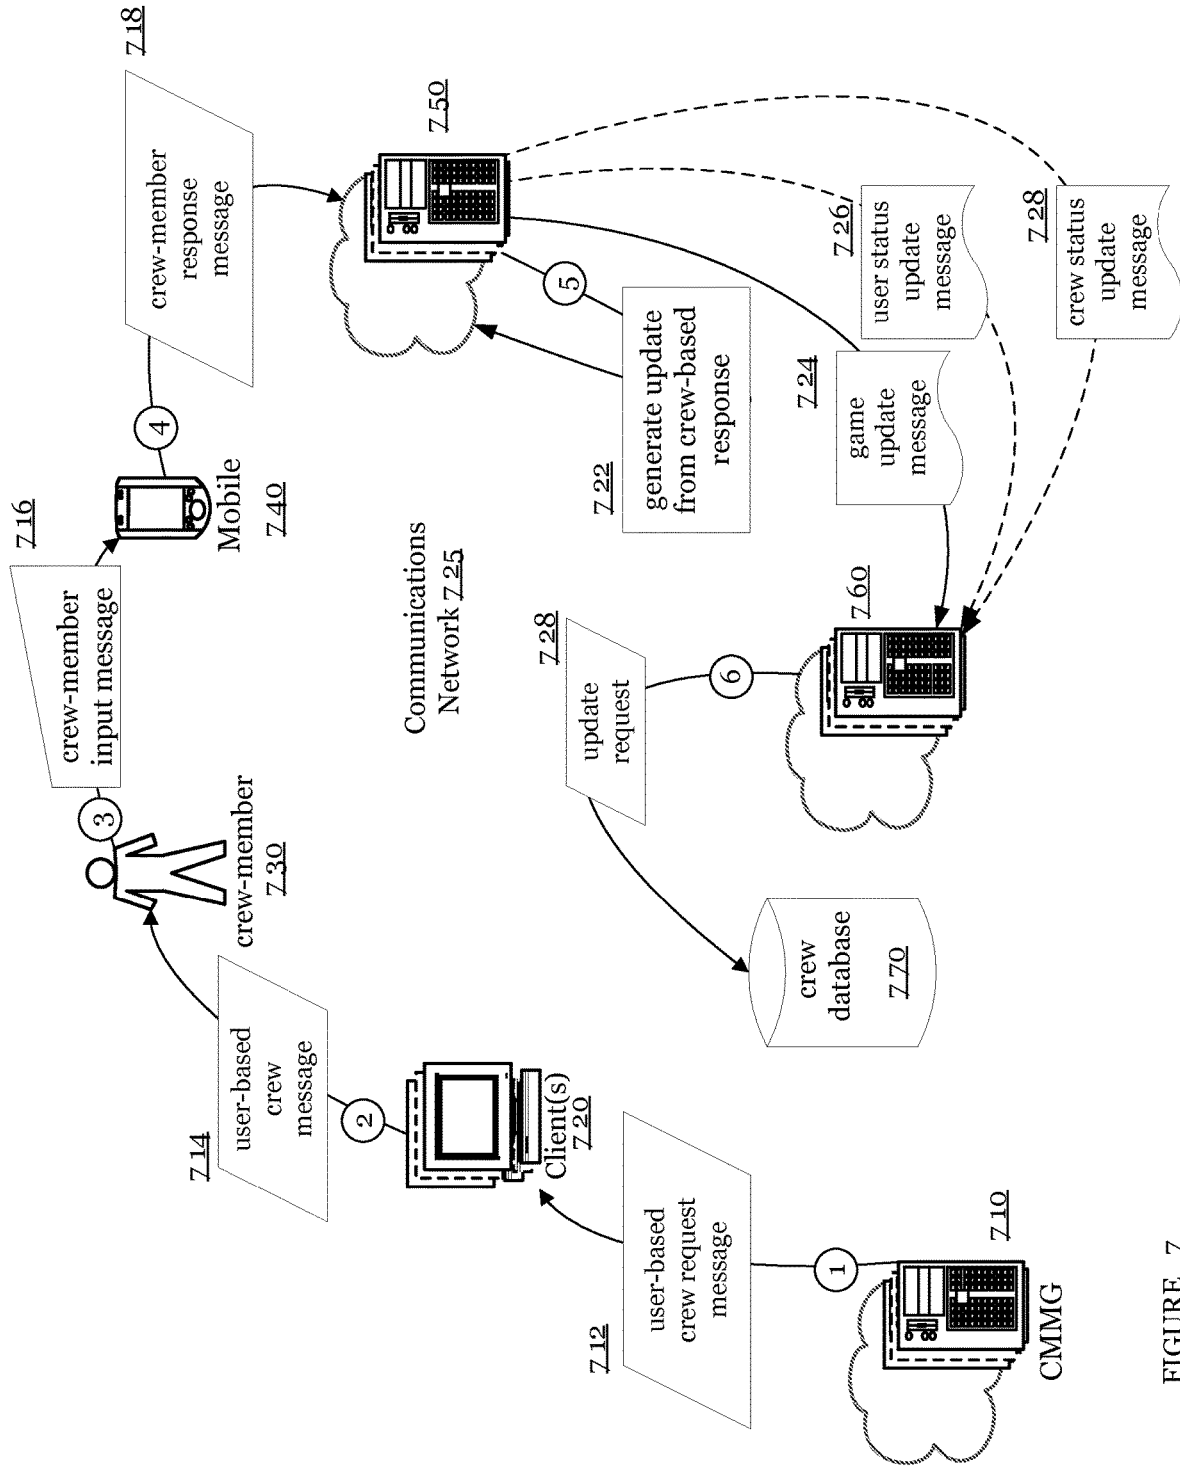 716
718
crew-member
input message
3
4
crew-member
response
message
crew-member
730
Mobile
740
750
714
user-based
crew
message
2
Client(s)
720
Communications
Network 725
5
722
generate update
from crew-based
response
726
user status
update
message
728
crew status
update
message
724
game
update
message
728
update
request
6
760
crew
database
770
712
user-based
crew request
message
1
710
CMMG
FIGURE 7